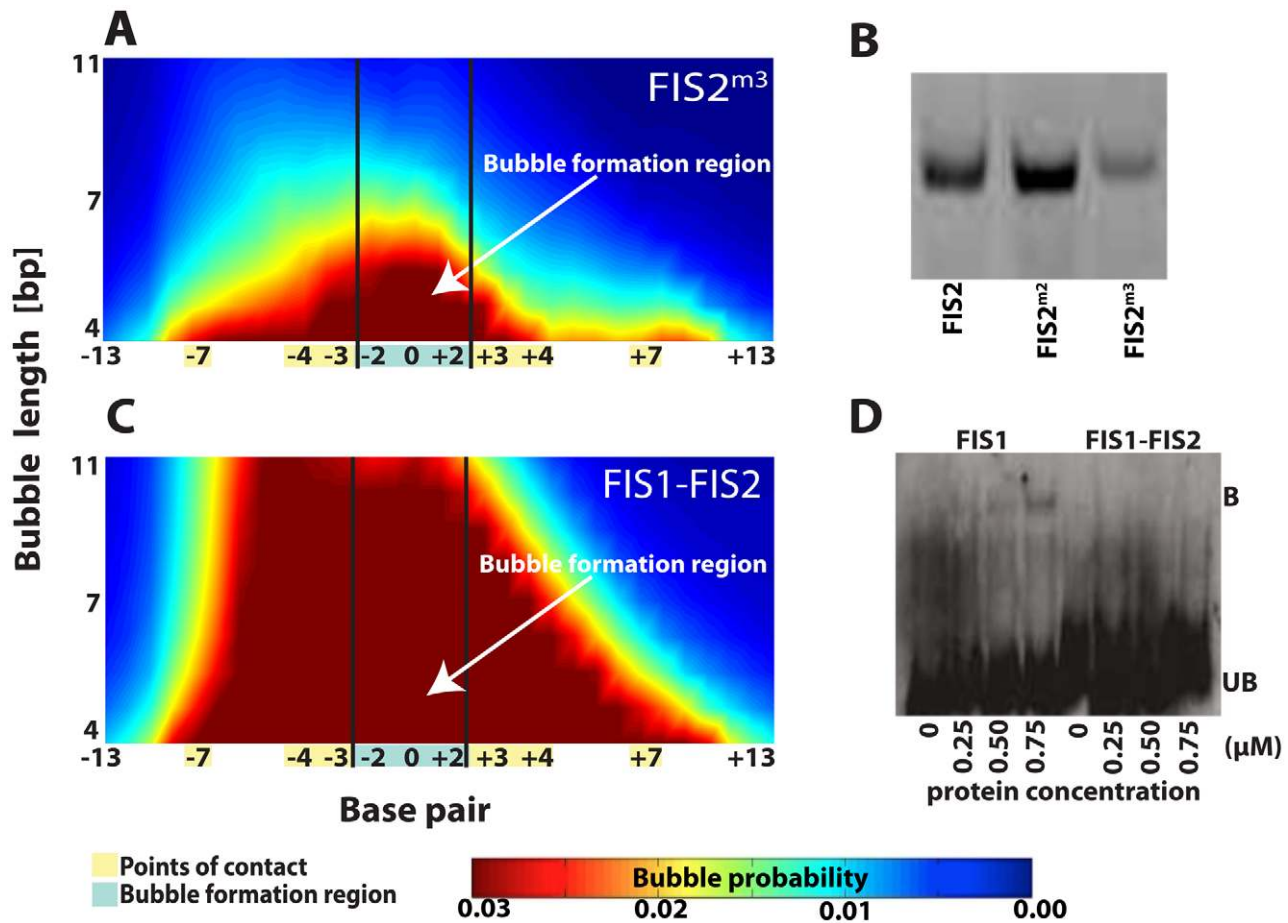 A
Bubble length [bp]
11
7
4
FIS2m3
Bubble formation region
-13 -7 -4 -3 -2 0 +2 +3 +4 +7 +13
B
FIS2
FIS2m2
FIS2m3
C
11
7
4
FIS1-FIS2
Bubble formation region
-13 -7 -4 -3 -2 0 +2 +3 +4 +7 +13
Base pair
D
FIS1 FIS1-FIS2
B
UB
0 0.25 0.50 0.75 0 0.25 0.50 0.75 (μM)
protein concentration
Points of contact
Bubble formation region
Bubble probability
0.03 0.02 0.01 0.00